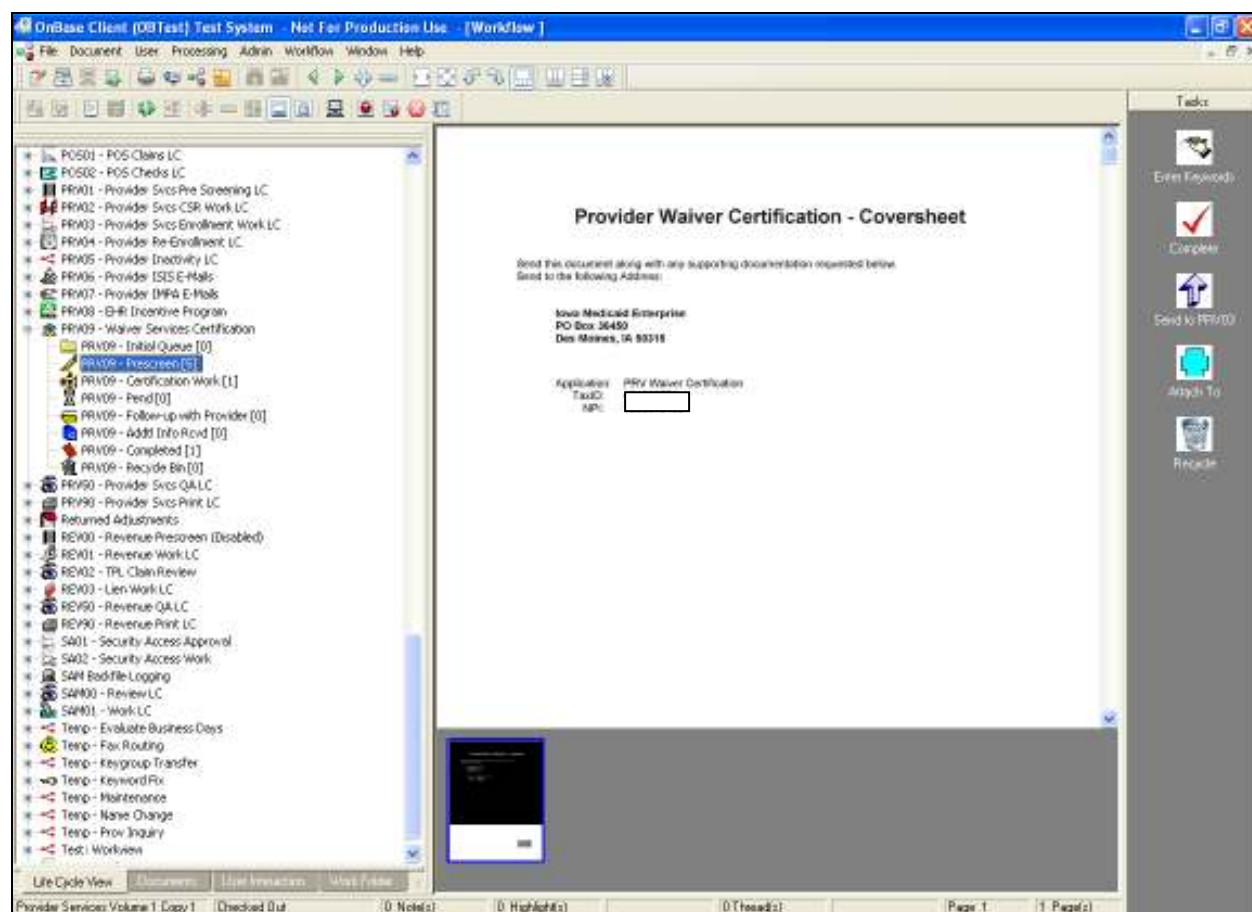 OnBase Client (OBTest) Test System - Not For Production Use - [Workflow ]
File Document User Processing Admin Workflow Window Help
POS01 - POS Claims LC
POS02 - POS Checks LC
PRV01 - Provider Svcs Pre Screening LC
PRV02 - Provider Svcs CSR Work LC
PRV03 - Provider Svcs Enrollment Work LC
PRV04 - Provider Re-Enrollment LC
PRV05 - Provider Inactivity LC
PRV06 - Provider ISIS E-Mails
PRV07 - Provider IMPA E-Mails
PRV08 - EHR Incentive Program
PRV09 - Waiver Services Certification
PRV09 - Initial Queue [0]
PRV09 - Prescreen [5]
PRV09 - Certification Work [1]
PRV09 - Pend [0]
PRV09 - Follow-up with Provider [0]
PRV09 - Addtl Info Rcvd [0]
PRV09 - Completed [1]
PRV09 - Recycle Bin [0]
PRV50 - Provider Svcs QA LC
PRV90 - Provider Svcs Print LC
Returned Adjustments
REV00 - Revenue Prescreen (Disabled)
REV01 - Revenue Work LC
REV02 - TPL Claim Review
REV03 - Lien Work LC
REV50 - Revenue QA LC
REV90 - Revenue Print LC
SA01 - Security Access Approval
SA02 - Security Access Work
SAM Backfile Logging
SAM00 - Review LC
SAM01 - Work LC
Temp - Evaluate Business Days
Temp - Fax Routing
Temp - Keygroup Transfer
Temp - Keyword Fix
Temp - Maintenance
Temp - Name Change
Temp - Prov Inquiry
Test: Workview
Life Cycle View Documents User Interaction Work Folder
Provider Waiver Certification - Coversheet
Send this document along with any supporting documentation requested below.
Send to the following Address:
Iowa Medicaid Enterprise
PO Box 36450
Des Moines, IA 50315
Application: PRV Waiver Certification
TaxID:
NPI:
Tasks
Enter Keywords
Complete
Send to PRV03
Attach To
Recycle
Provider Services Volume 1 Copy 1 Checked Out 0 Note(s) 0 Highlight(s) 0 Thread(s) Page 1 1 Page(s)